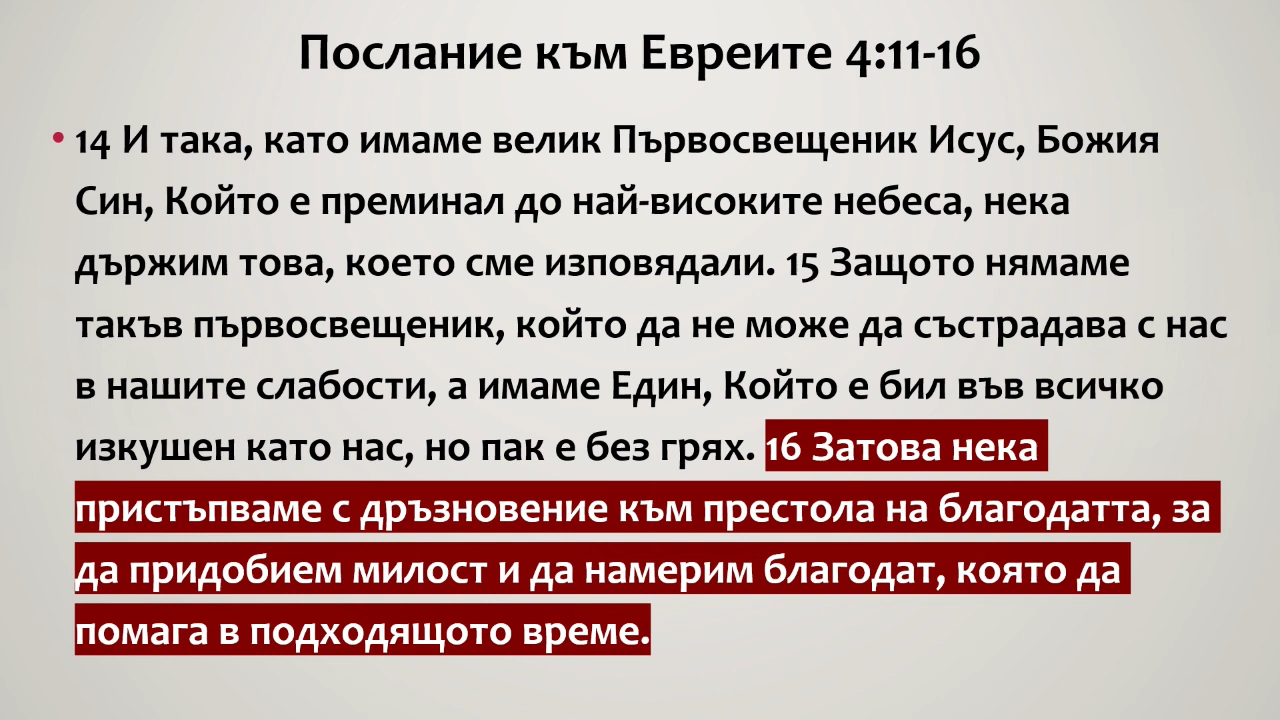 Послание към Евреите 4:11-16
• 14 И така, като имаме велик Първосвещеник Исус, Божия
Син, Който е преминал до най-високите небеса, нека
държим това, което сме изповядали. 15 Защото нямаме
такъв първосвещеник, който да не може да състрадава с нас
в нашите слабости, а имаме Един, Който е бил във всичко
изкушен като нас, но пак е без грях. 16 Затова нека
пристъпваме с дръзновение към престола на благодатта, за
да придобием милост и да намерим благодат, която да
помага в подходящото време.